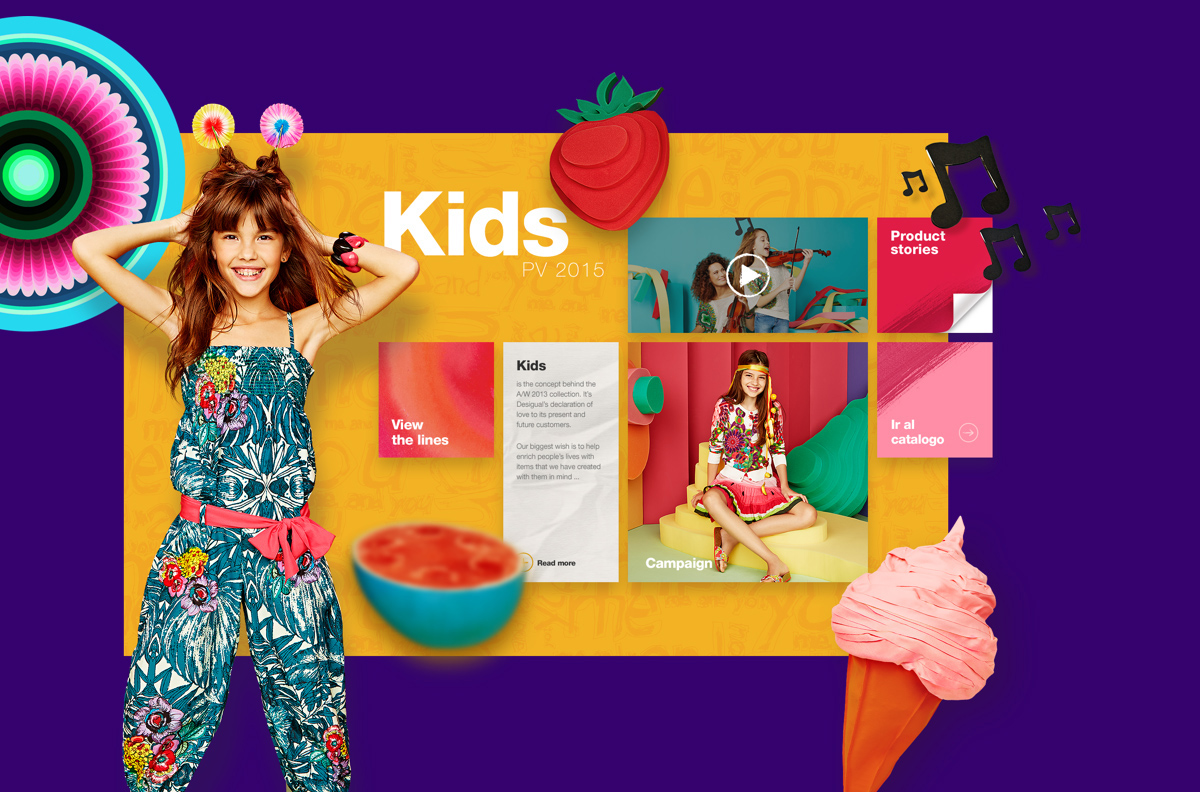 Kids
PV 2015
Product
stories
View
the lines
Kids
is the concept behind the
A/W 2013 collection. It's
Desigual's declaration of
love to its present and
future customers.
Our biggest wish is to help
enrich people's lives with
items that we have created
with them in mind ...
Read more
Campaign
Ir al
catalogo